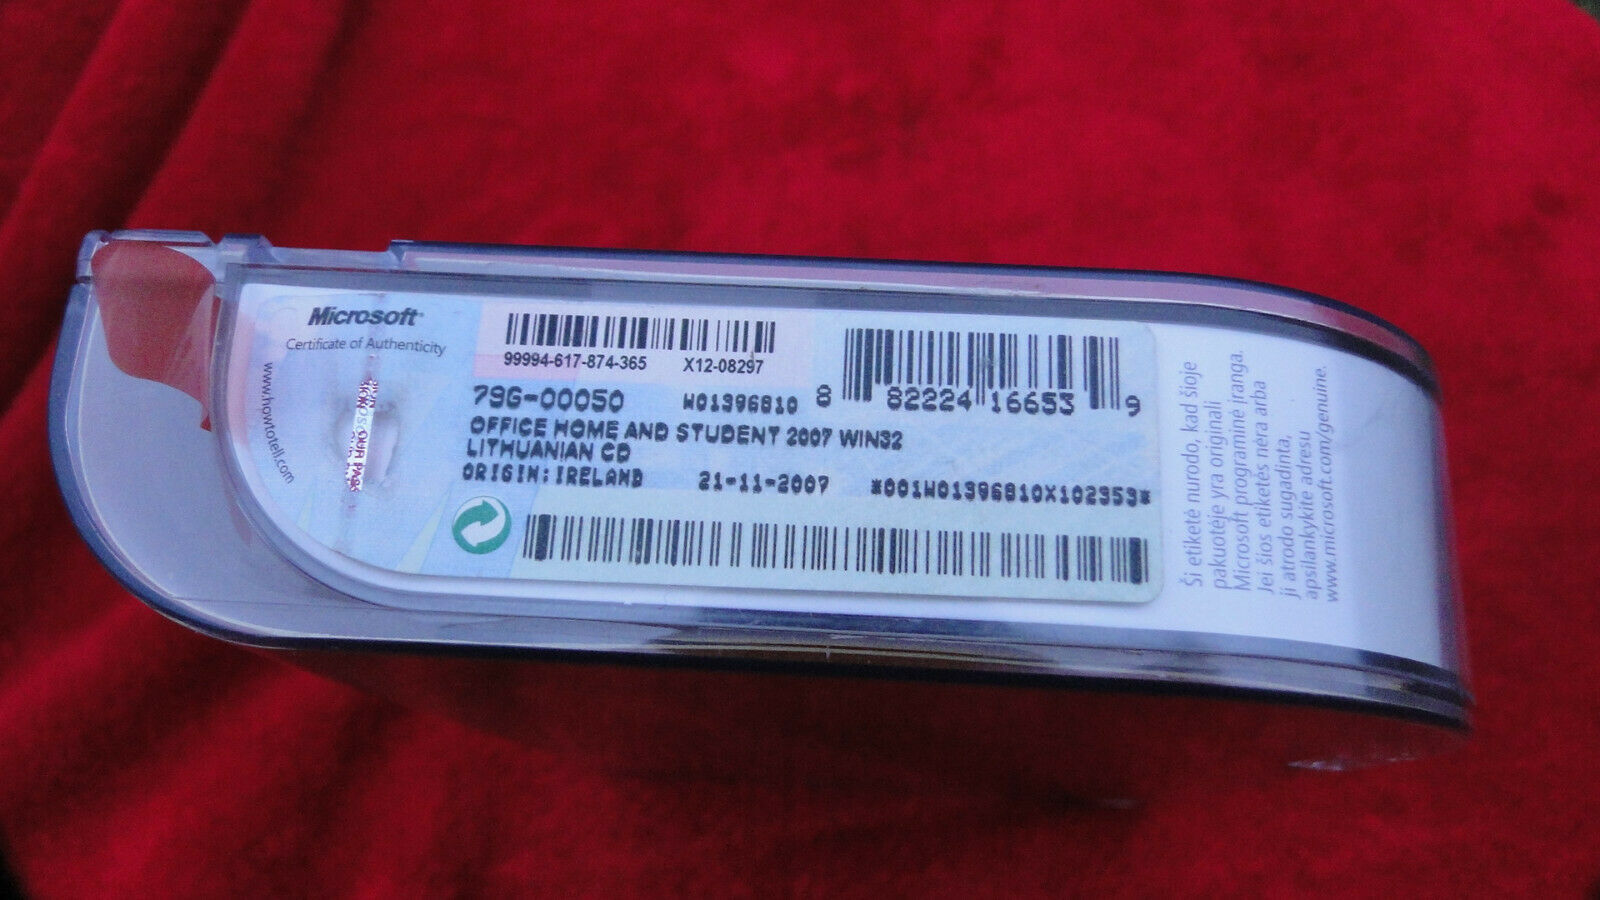 Microsoft
Certificate of Authenticity
www.howtotell.com
99994-617-874-365 X12-08297
79G-00050 W01396810
8 82224 16653 9
OFFICE HOME AND STUDENT 2007 WIN32
LITHUANIAN CD
ORIGIN:IRELAND 21-11-2007 *001W01396810X102353*
Ši etiketė nurodo, kad šioje
pakuotėje yra originali
Microsoft programinė įranga.
Jei šios etiketės nėra arba
ji atrodo sugadinta,
apsilankykite adresu
www.microsoft.com/genuine.